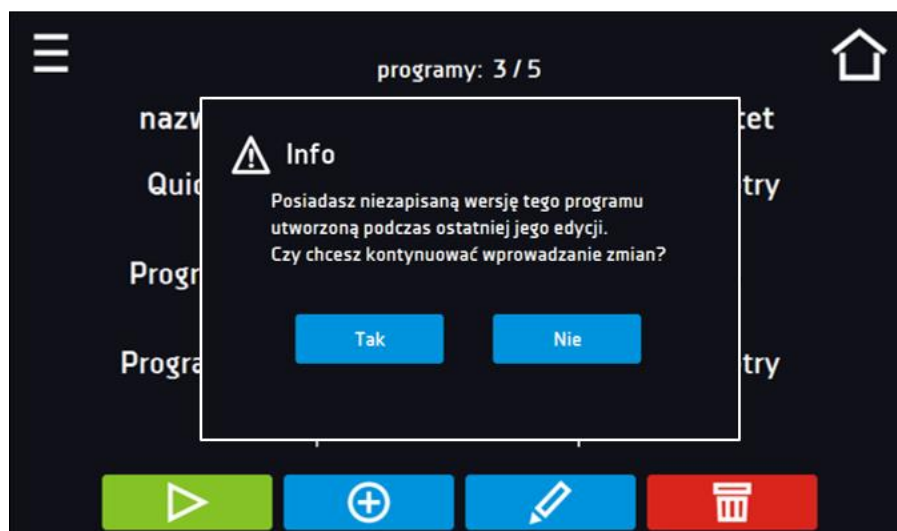 programy: 3 / 5
Info
Posiadasz niezapisaną wersję tego programu
utworzoną podczas ostatniej jego edycji.
Czy chcesz kontynuować wprowadzanie zmian?
Tak Nie